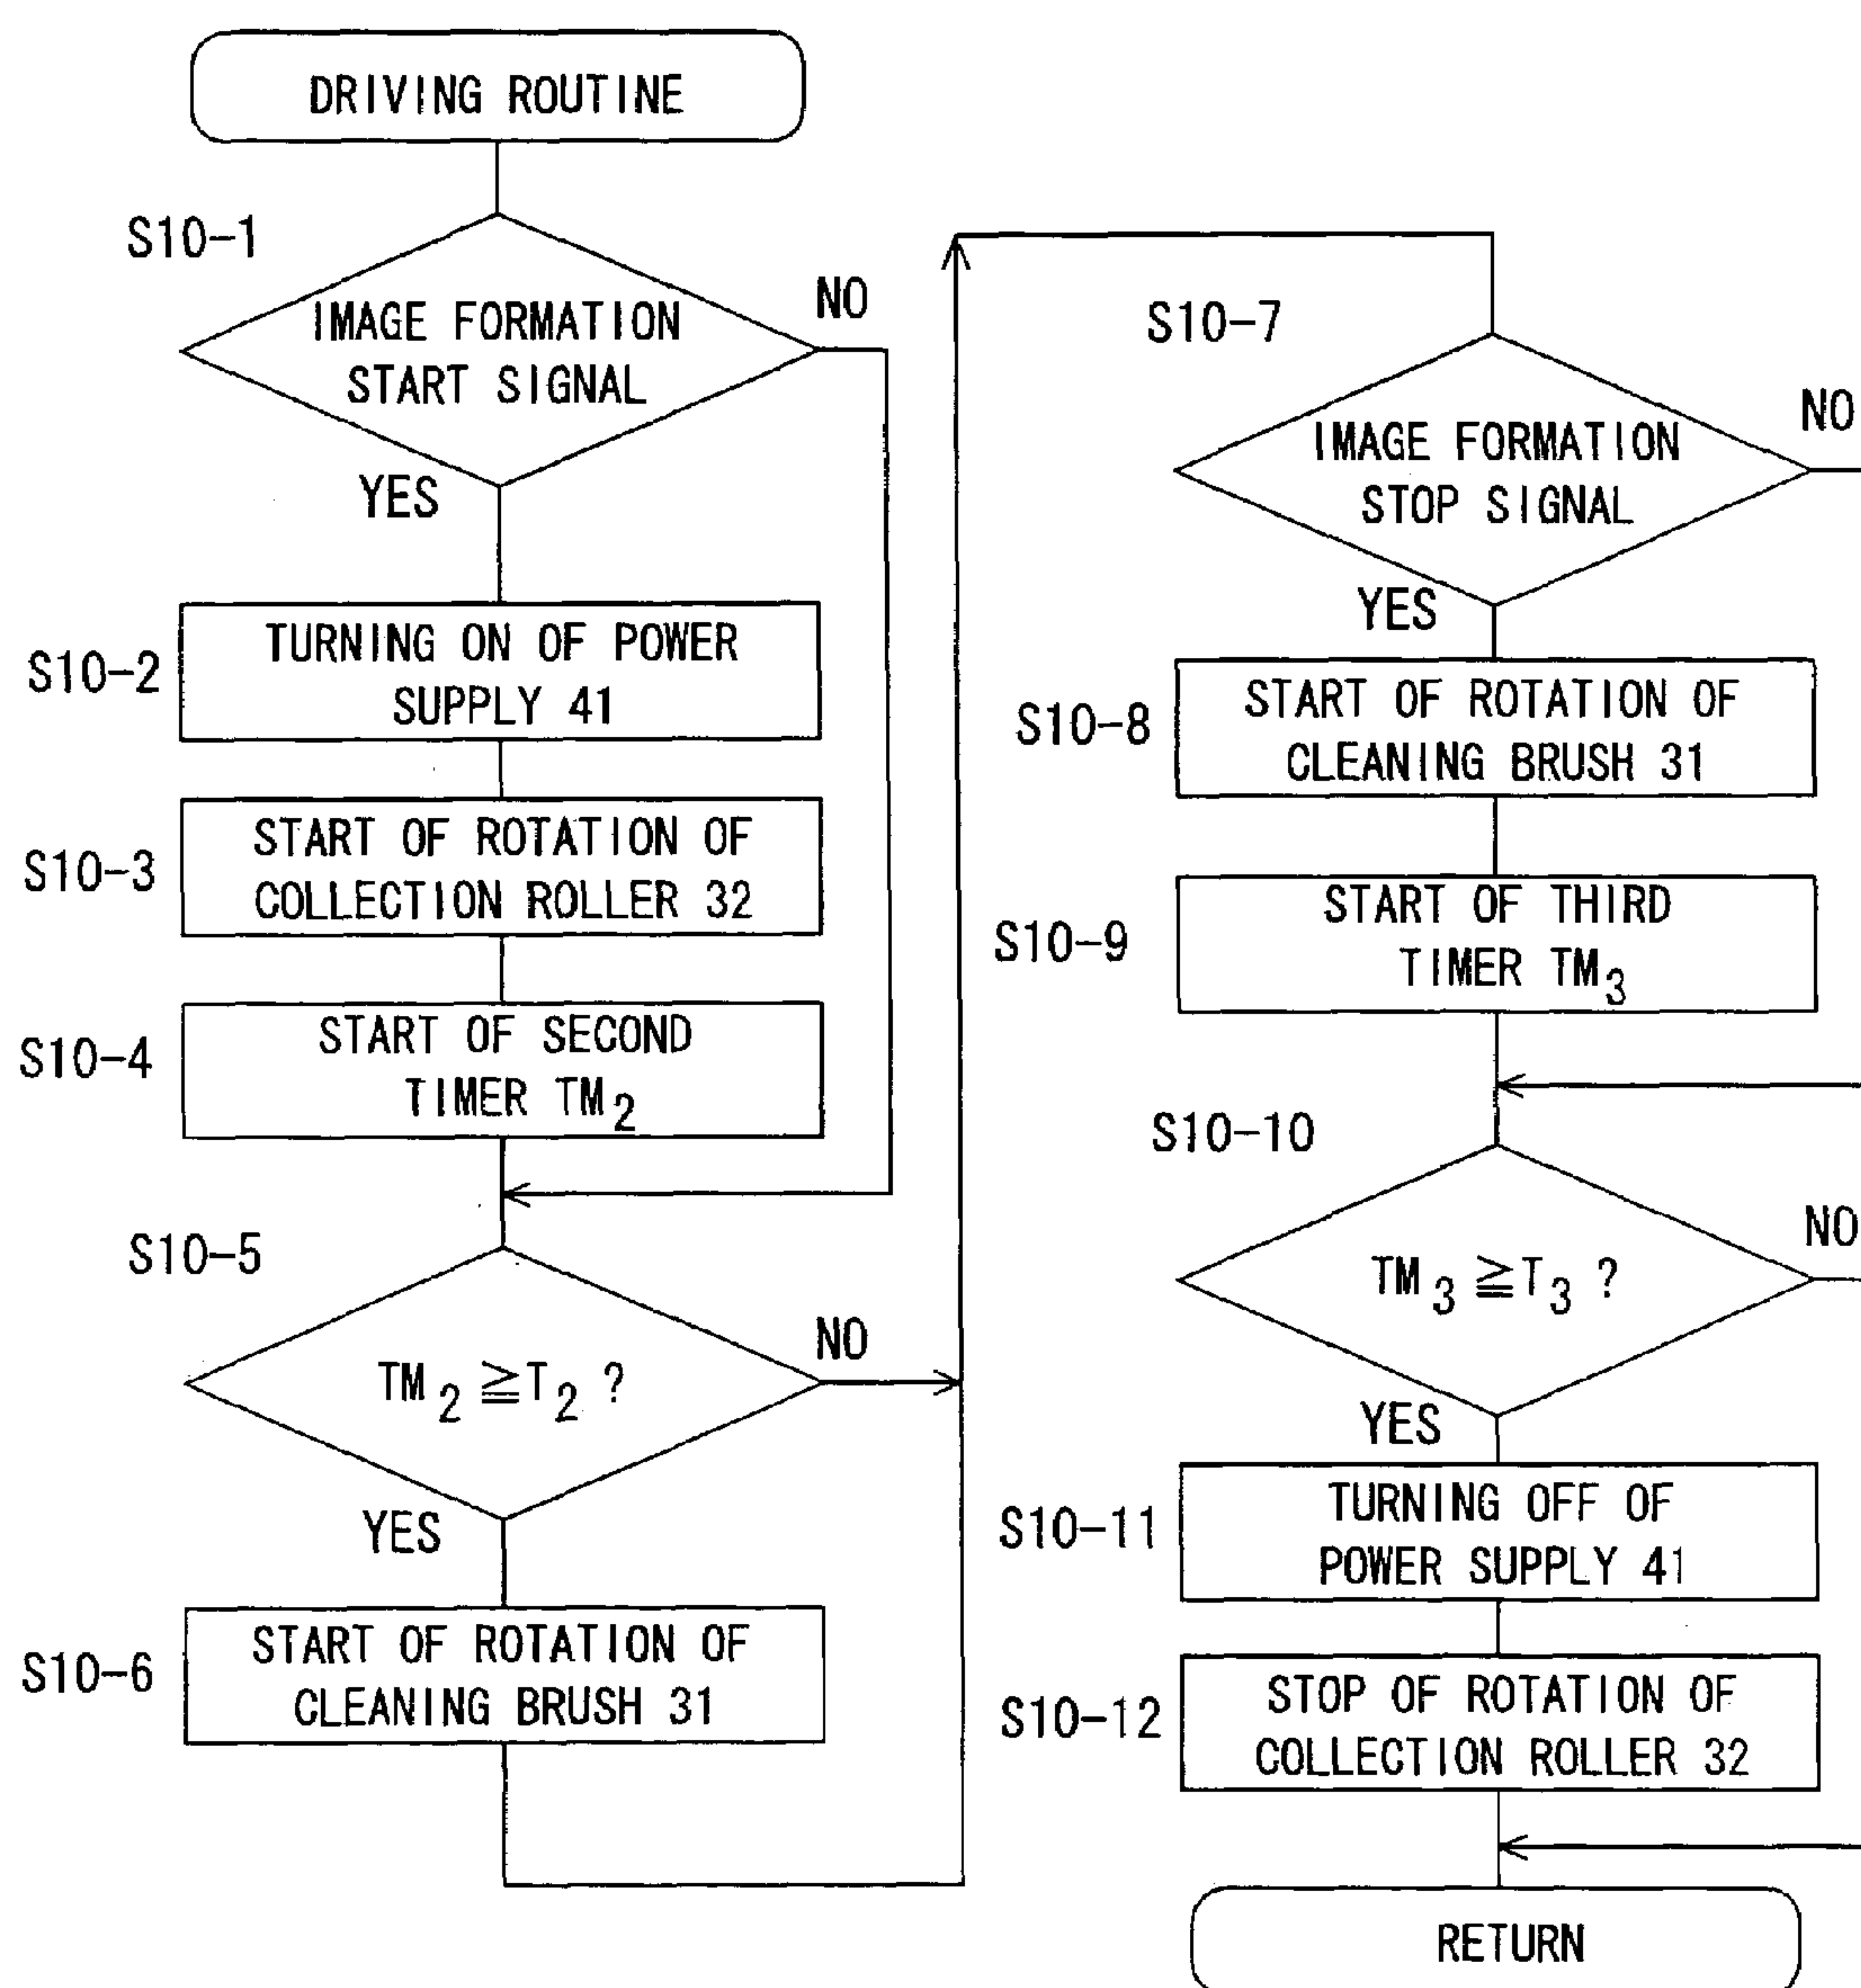 DRIVING ROUTINE
S10-1
IMAGE FORMATION
START SIGNAL
NO
YES
S10-2
TURNING ON OF POWER
SUPPLY 41
S10-3
START OF ROTATION OF
COLLECTION ROLLER 32
S10-4
START OF SECOND
TIMER TM2
S10-5
TM2 ≧ T2 ?
NO
YES
S10-6
START OF ROTATION OF
CLEANING BRUSH 31
S10-7
IMAGE FORMATION
STOP SIGNAL
NO
YES
S10-8
START OF ROTATION OF
CLEANING BRUSH 31
S10-9
START OF THIRD
TIMER TM3
S10-10
TM3 ≧ T3 ?
NO
YES
S10-11
TURNING OFF OF
POWER SUPPLY 41
S10-12
STOP OF ROTATION OF
COLLECTION ROLLER 32
RETURN